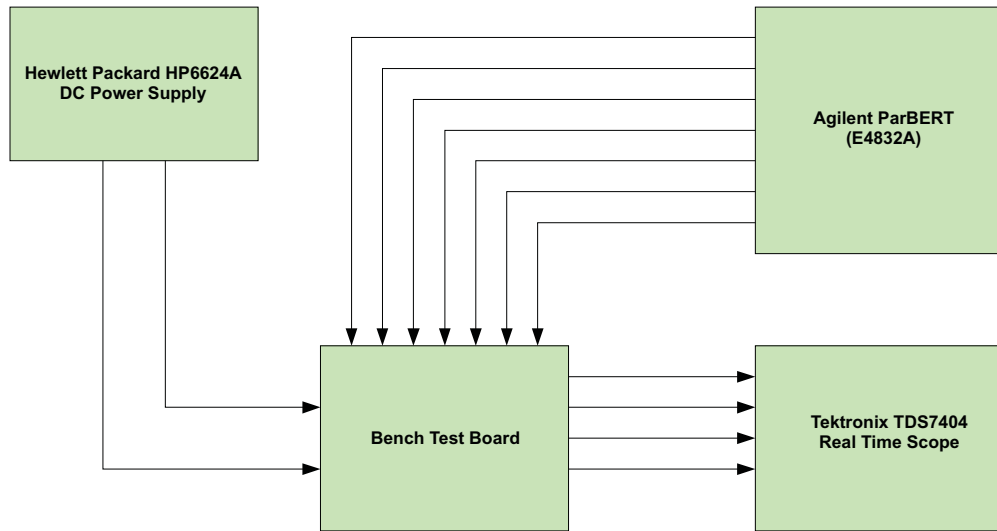 Hewlett Packard HP6624A
DC Power Supply
Agilent ParBERT
(E4832A)
Bench Test Board
Tektronix TDS7404
Real Time Scope